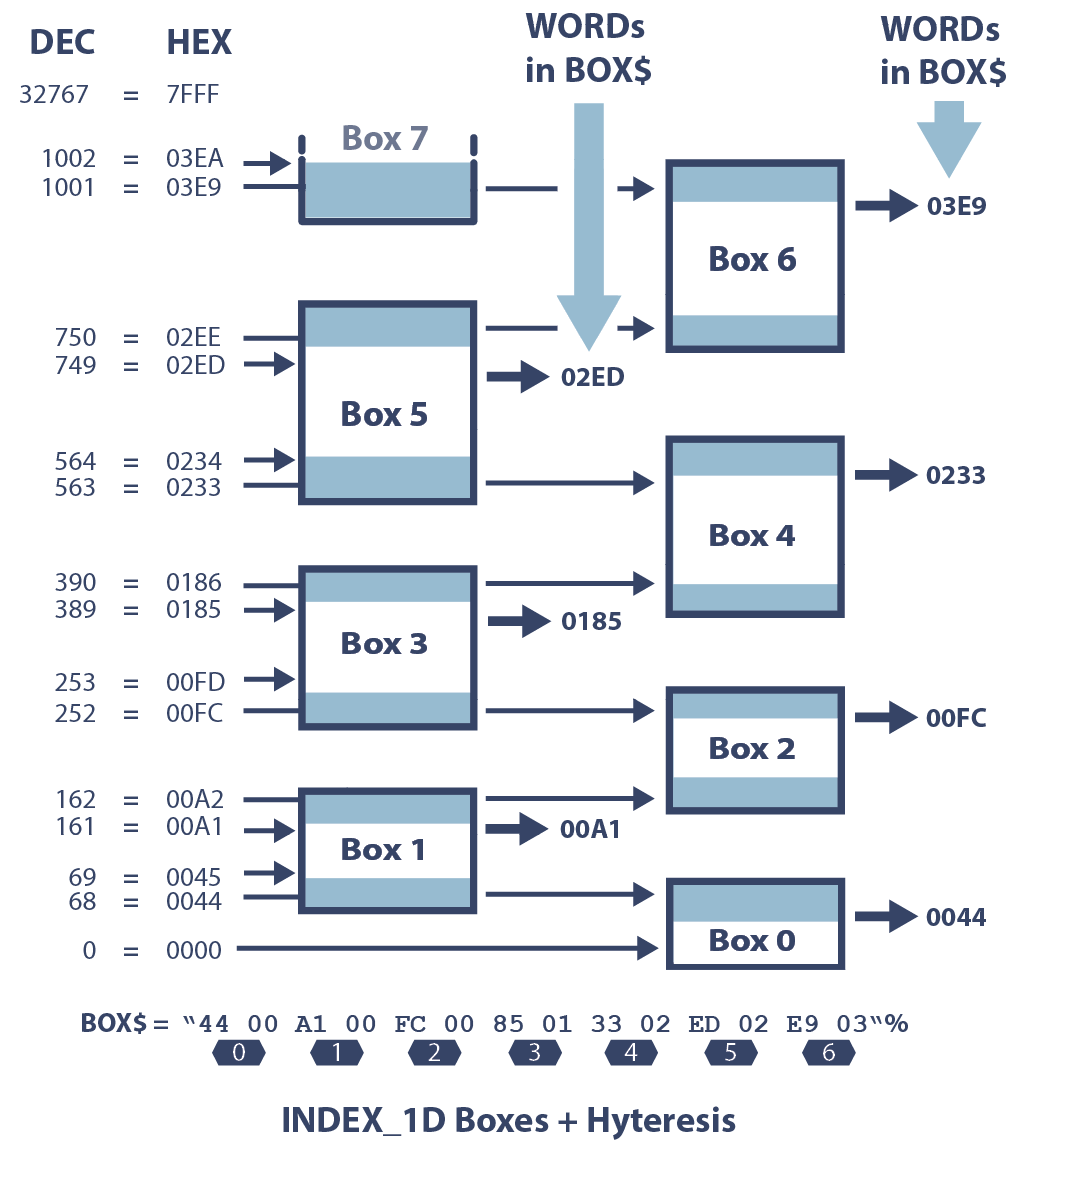 WORDs
in BOX$
WORDs
in BOX$
DEC HEX
32767 = 7FFF
Box 7
1002 = 03EA
1001 = 03E9
03E9
Box 6
750 = 02EE
749 = 02ED
02ED
Box 5
564 = 0234
563 = 0233
0233
Box 4
390 = 0186
389 = 0185
0185
Box 3
253 = 00FD
252 = 00FC
00FC
Box 2
162 = 00A2
161 = 00A1
00A1
Box 1
69 = 0045
68 = 0044
0044
Box 0
0 = 0000
BOX$ = “44 00 A1 00 FC 00 85 01 33 02 ED 02 E9 03“%
0 1 2 3 4 5 6
INDEX_1D Boxes + Hyteresis